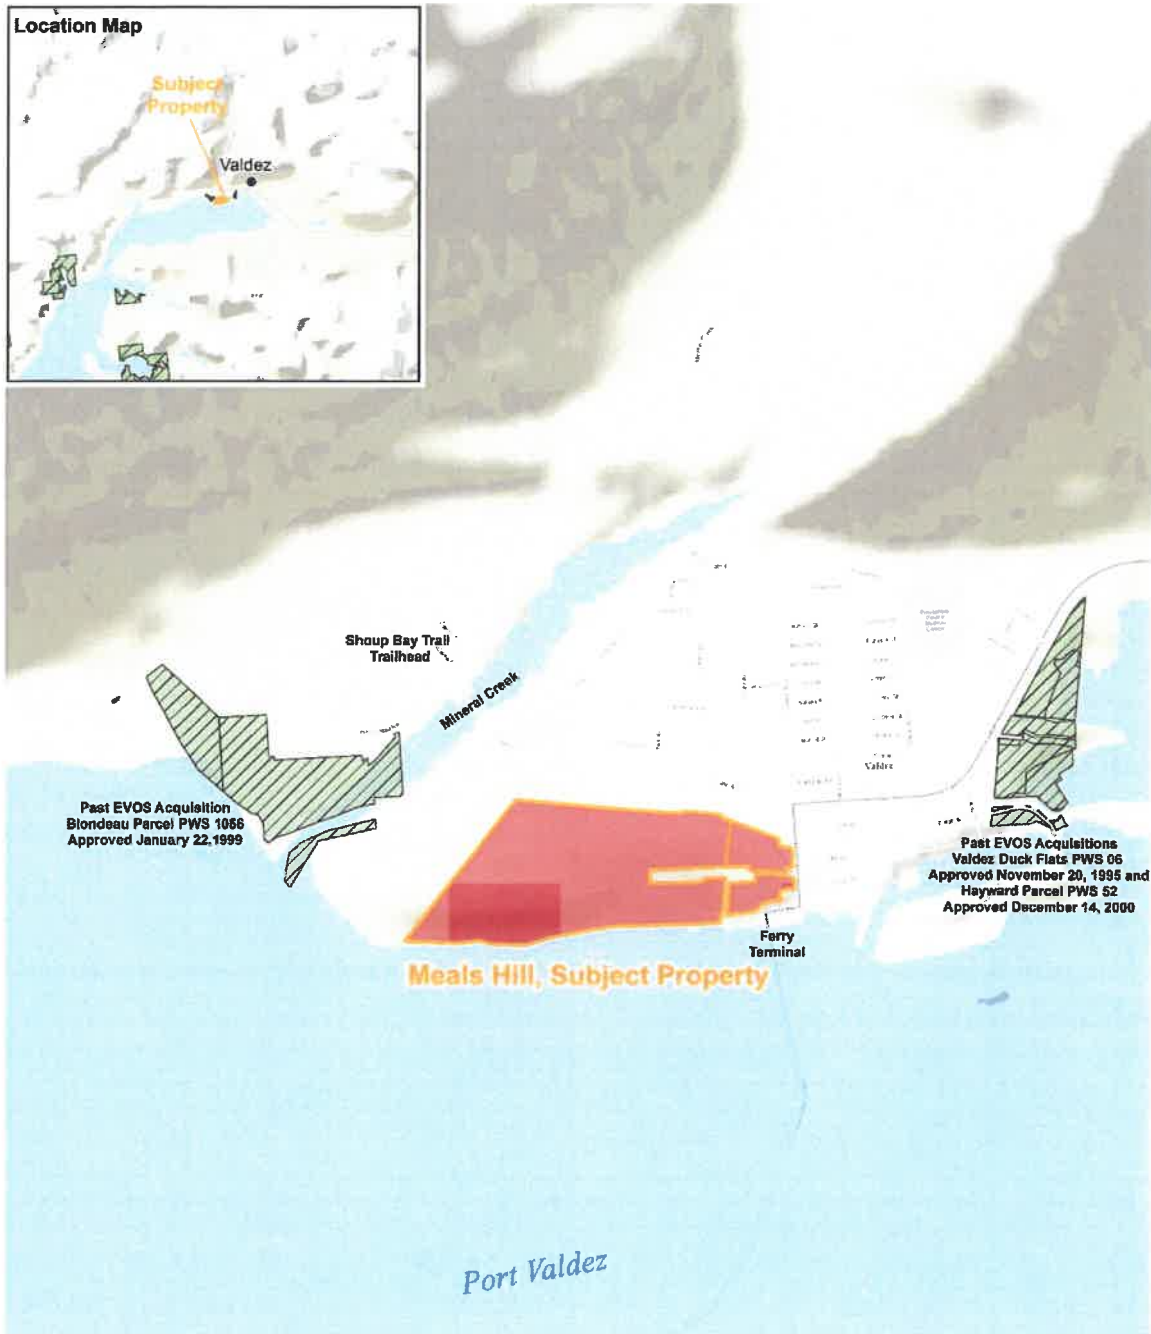 Location Map
Subject
Property
Valdez
Shoup Bay Trail
Trailhead
Mineral Creek
Valdez
Past EVOS Acquisition
Blondeau Parcel PWS 1056
Approved January 22,1999
Past EVOS Acquisitions
Valdez Duck Flats PWS 06
Approved November 20, 1995 and
Hayward Parcel PWS 52
Approved December 14, 2000
Ferry
Terminal
Meals Hill, Subject Property
Port Valdez